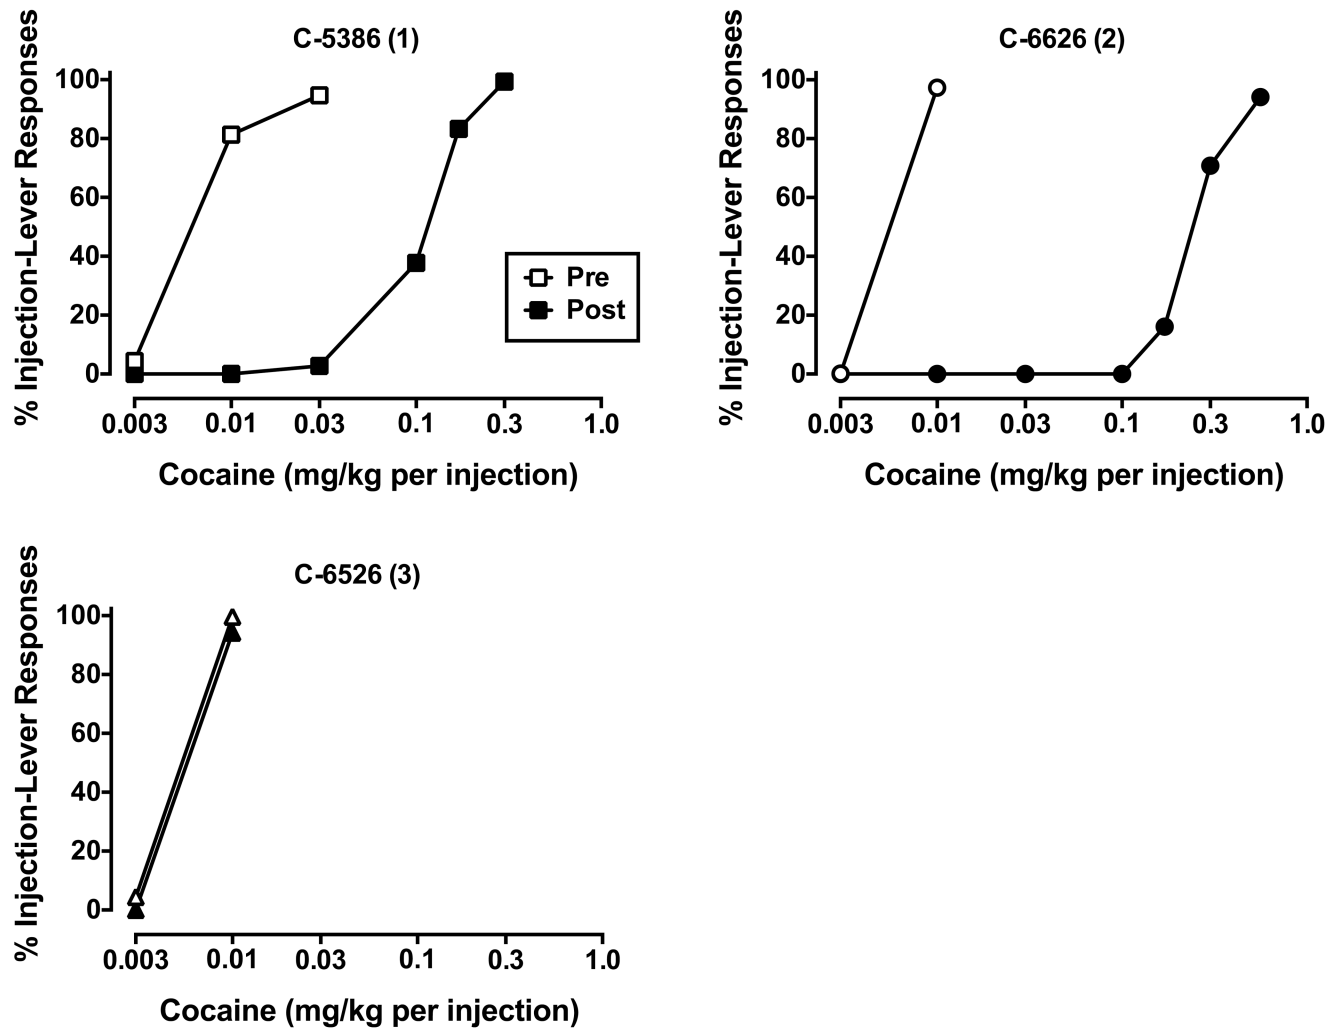 C-5386 (1)
% Injection-Lever Responses
100
80
60
40
20
0
Pre
Post
0.003 0.01 0.03 0.1 0.3 1.0
Cocaine (mg/kg per injection)
C-6626 (2)
% Injection-Lever Responses
100
80
60
40
20
0
0.003 0.01 0.03 0.1 0.3 1.0
Cocaine (mg/kg per injection)
C-6526 (3)
% Injection-Lever Responses
100
80
60
40
20
0
0.003 0.01 0.03 0.1 0.3 1.0
Cocaine (mg/kg per injection)